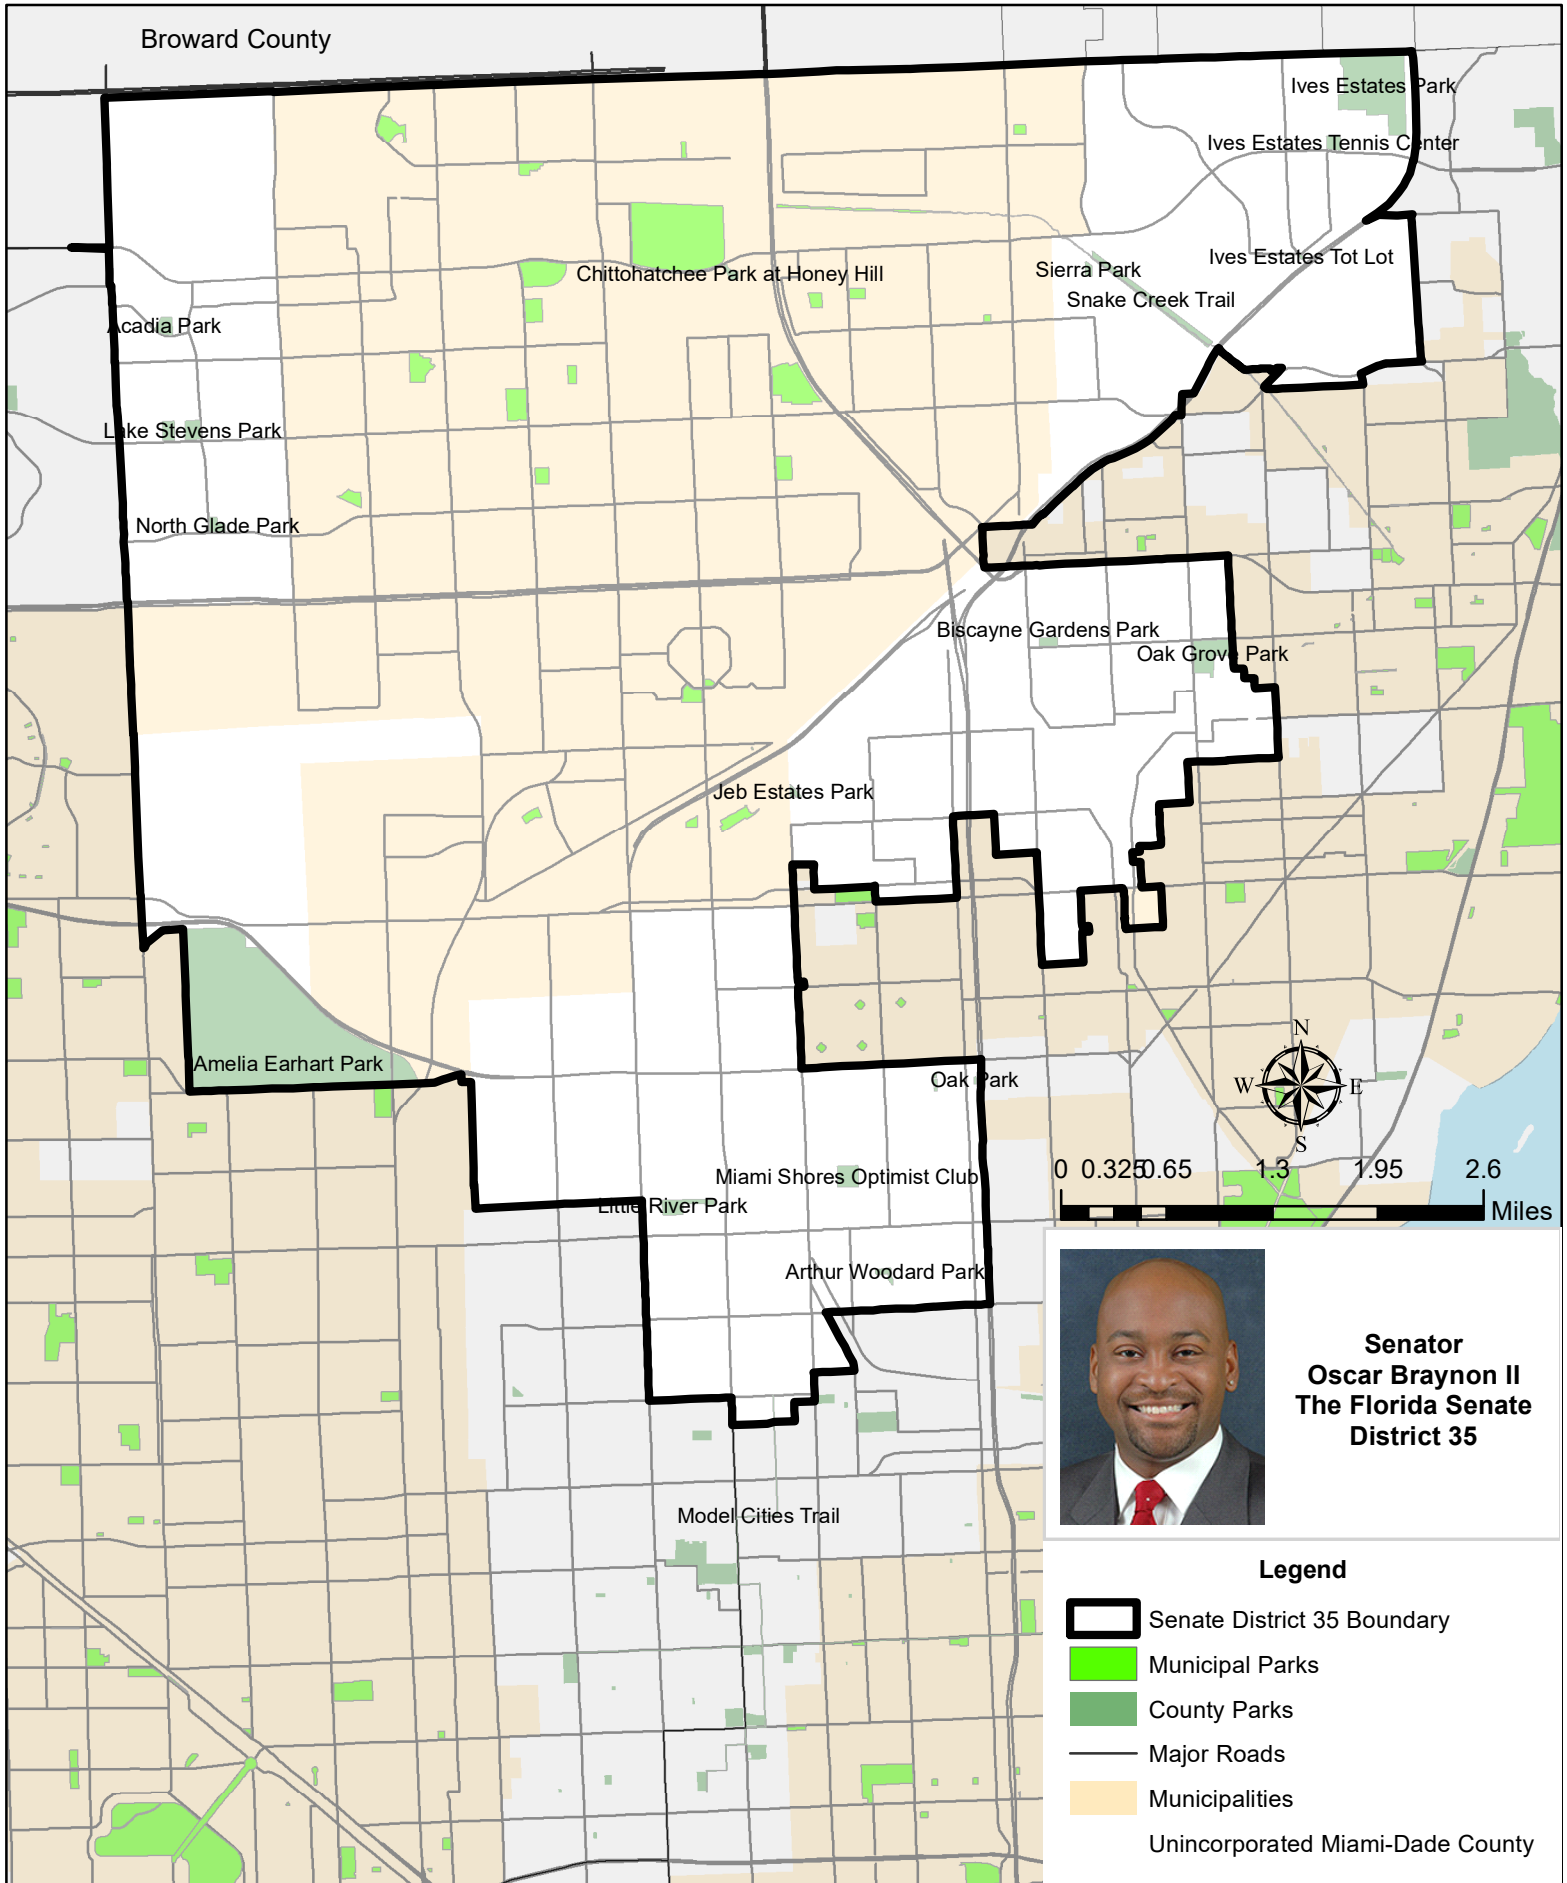 Broward County
Ives Estates Park
Ives Estates Tennis Center
Ives Estates Tot Lot
Sierra Park
Chittohatchee Park at Honey Hill
Snake Creek Trail
Acadia Park
Lake Stevens Park
North Glade Park
Biscayne Gardens Park
Oak Grove Park
Jeb Estates Park
Amelia Earhart Park
Oak Park
N
W E
S
Miami Shores Optimist Club
Little River Park
0 0.325 0.65 1.3 1.95 2.6
Miles
Arthur Woodard Park
Senator
Oscar Braynon II
The Florida Senate
District 35
Model Cities Trail
Legend
Senate District 35 Boundary
Municipal Parks
County Parks
Major Roads
Municipalities
Unincorporated Miami-Dade County